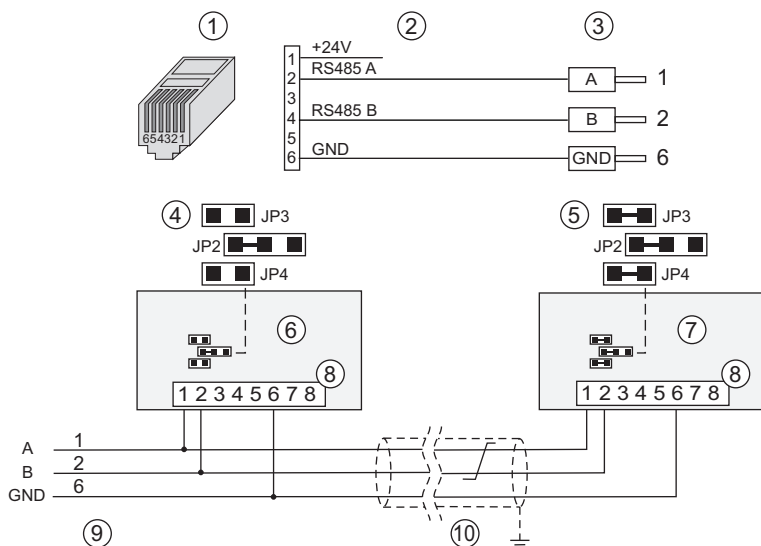 ① ② ③
654321
1 +24V
2 RS485 A A 1
3
4 RS485 B B 2
5
6 GND GND 6
④ JP3
JP2
JP4
⑤ JP3
JP2
JP4
⑥ ⑦
⑧ ⑧
1 2 3 4 5 6 7 8
1 2 3 4 5 6 7 8
A 1
B 2
GND 6
⑨ ⑩